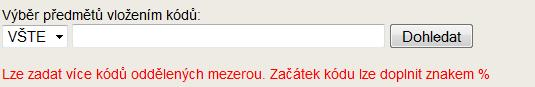 Výběr předmětů vložením kódů:
VŠTE Dohledat
Lze zadat více kódů oddělených mezerou. Začátek kódu lze doplnit znakem %